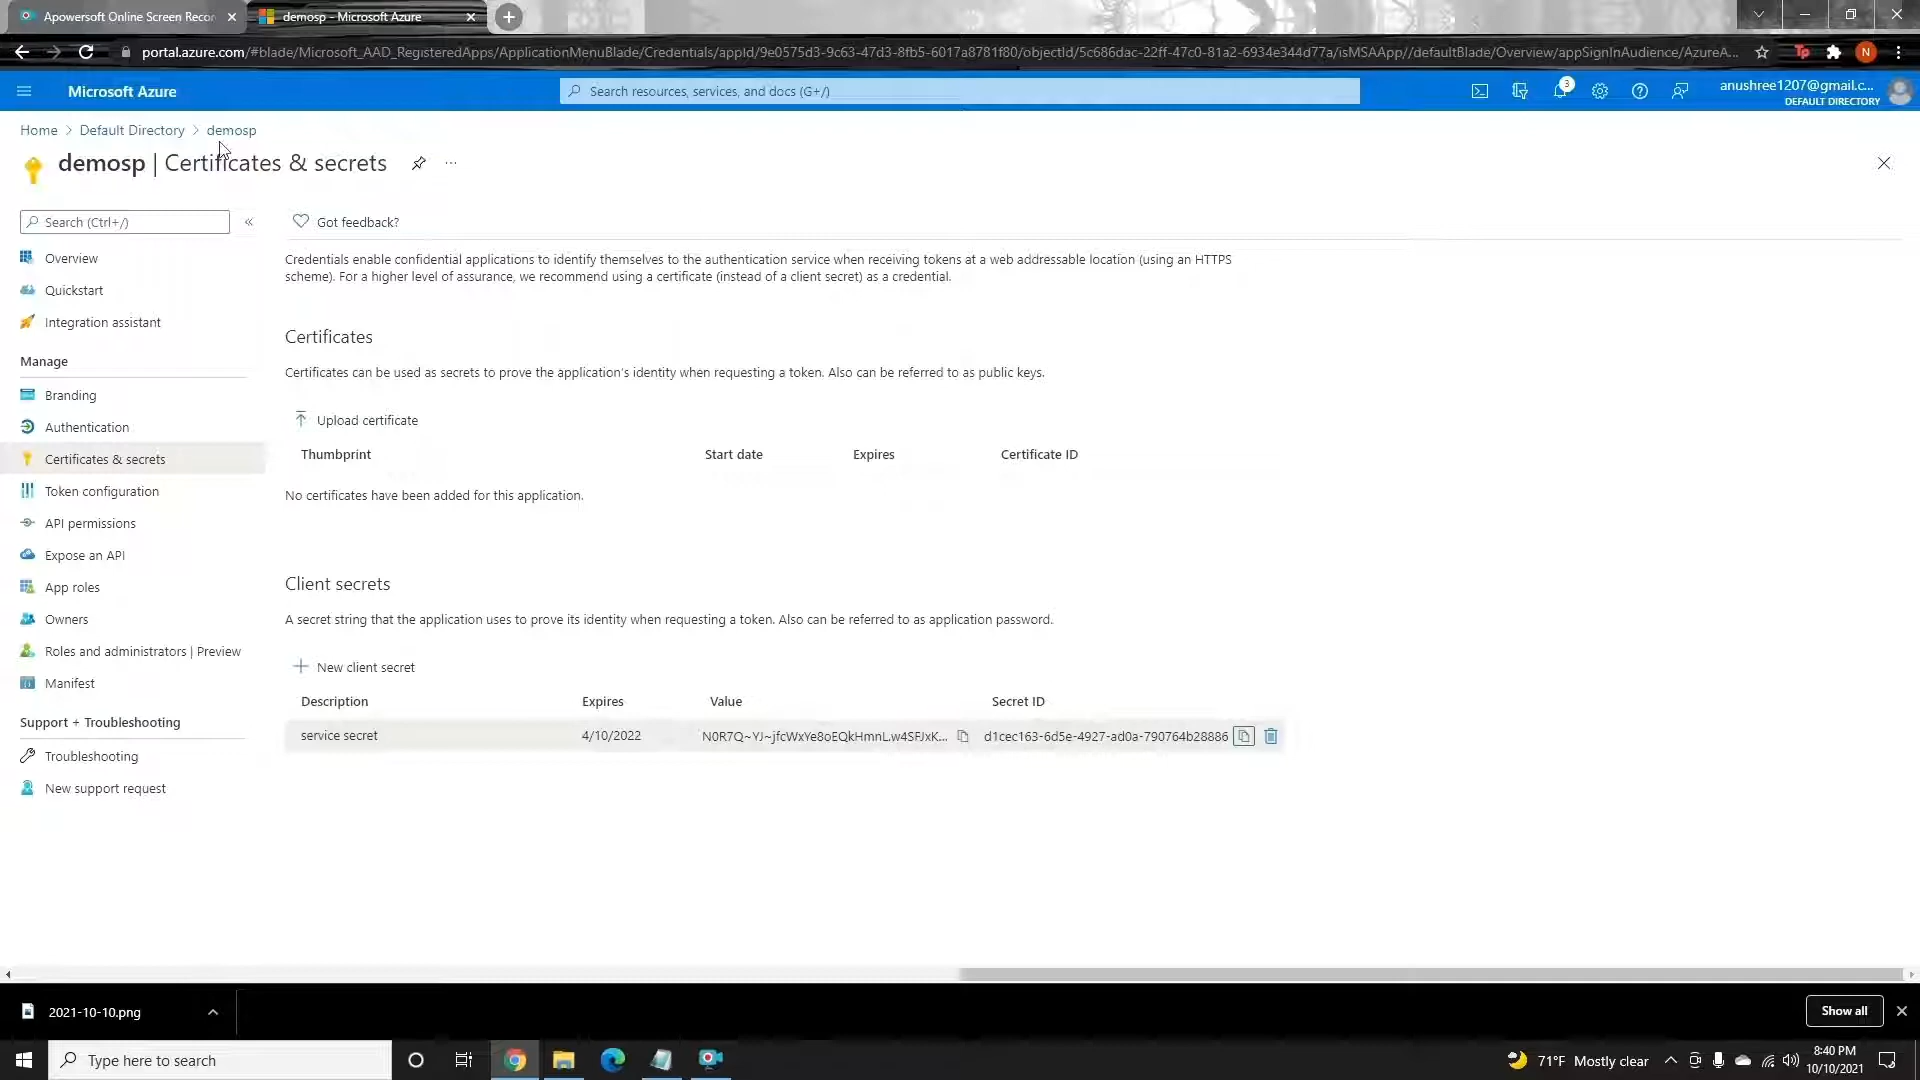 Apowersoft Online Screen Recor
demosp - Microsoft Azure
portal.azure.com/#blade/Microsoft_AAD_RegisteredApps/ApplicationMenuBlade/Credentials/appId/9e0575d3-9c63-47d3-8fb5-6017a8781f80/objectId/5c686dac-22ff-47c0-81a2-6934e344d77a/isMSAApp//defaultBlade/Overview/appSignInAudience/AzureA...
Tp
N
Microsoft Azure
Search resources, services, and docs (G+/)
3
anushree1207@gmail.c...
DEFAULT DIRECTORY
Home > Default Directory > demosp
demosp | Certificates & secrets
Search (Ctrl+/)
Overview
Quickstart
Integration assistant
Manage
Branding
Authentication
Certificates & secrets
Token configuration
API permissions
Expose an API
App roles
Owners
Roles and administrators | Preview
Manifest
Support + Troubleshooting
Troubleshooting
New support request
Got feedback?
Credentials enable confidential applications to identify themselves to the authentication service when receiving tokens at a web addressable location (using an HTTPS
scheme). For a higher level of assurance, we recommend using a certificate (instead of a client secret) as a credential.
Certificates
Certificates can be used as secrets to prove the application's identity when requesting a token. Also can be referred to as public keys.
Upload certificate
Thumbprint Start date Expires Certificate ID
No certificates have been added for this application.
Client secrets
A secret string that the application uses to prove its identity when requesting a token. Also can be referred to as application password.
New client secret
Description Expires Value Secret ID
service secret 4/10/2022 N0R7Q~YJ~jfcWxYe8oEQkHmnL.w4SFJxK... d1cec163-6d5e-4927-ad0a-790764b28886
2021-10-10.png
Show all
Type here to search
71°F Mostly clear
8:40 PM
10/10/2021